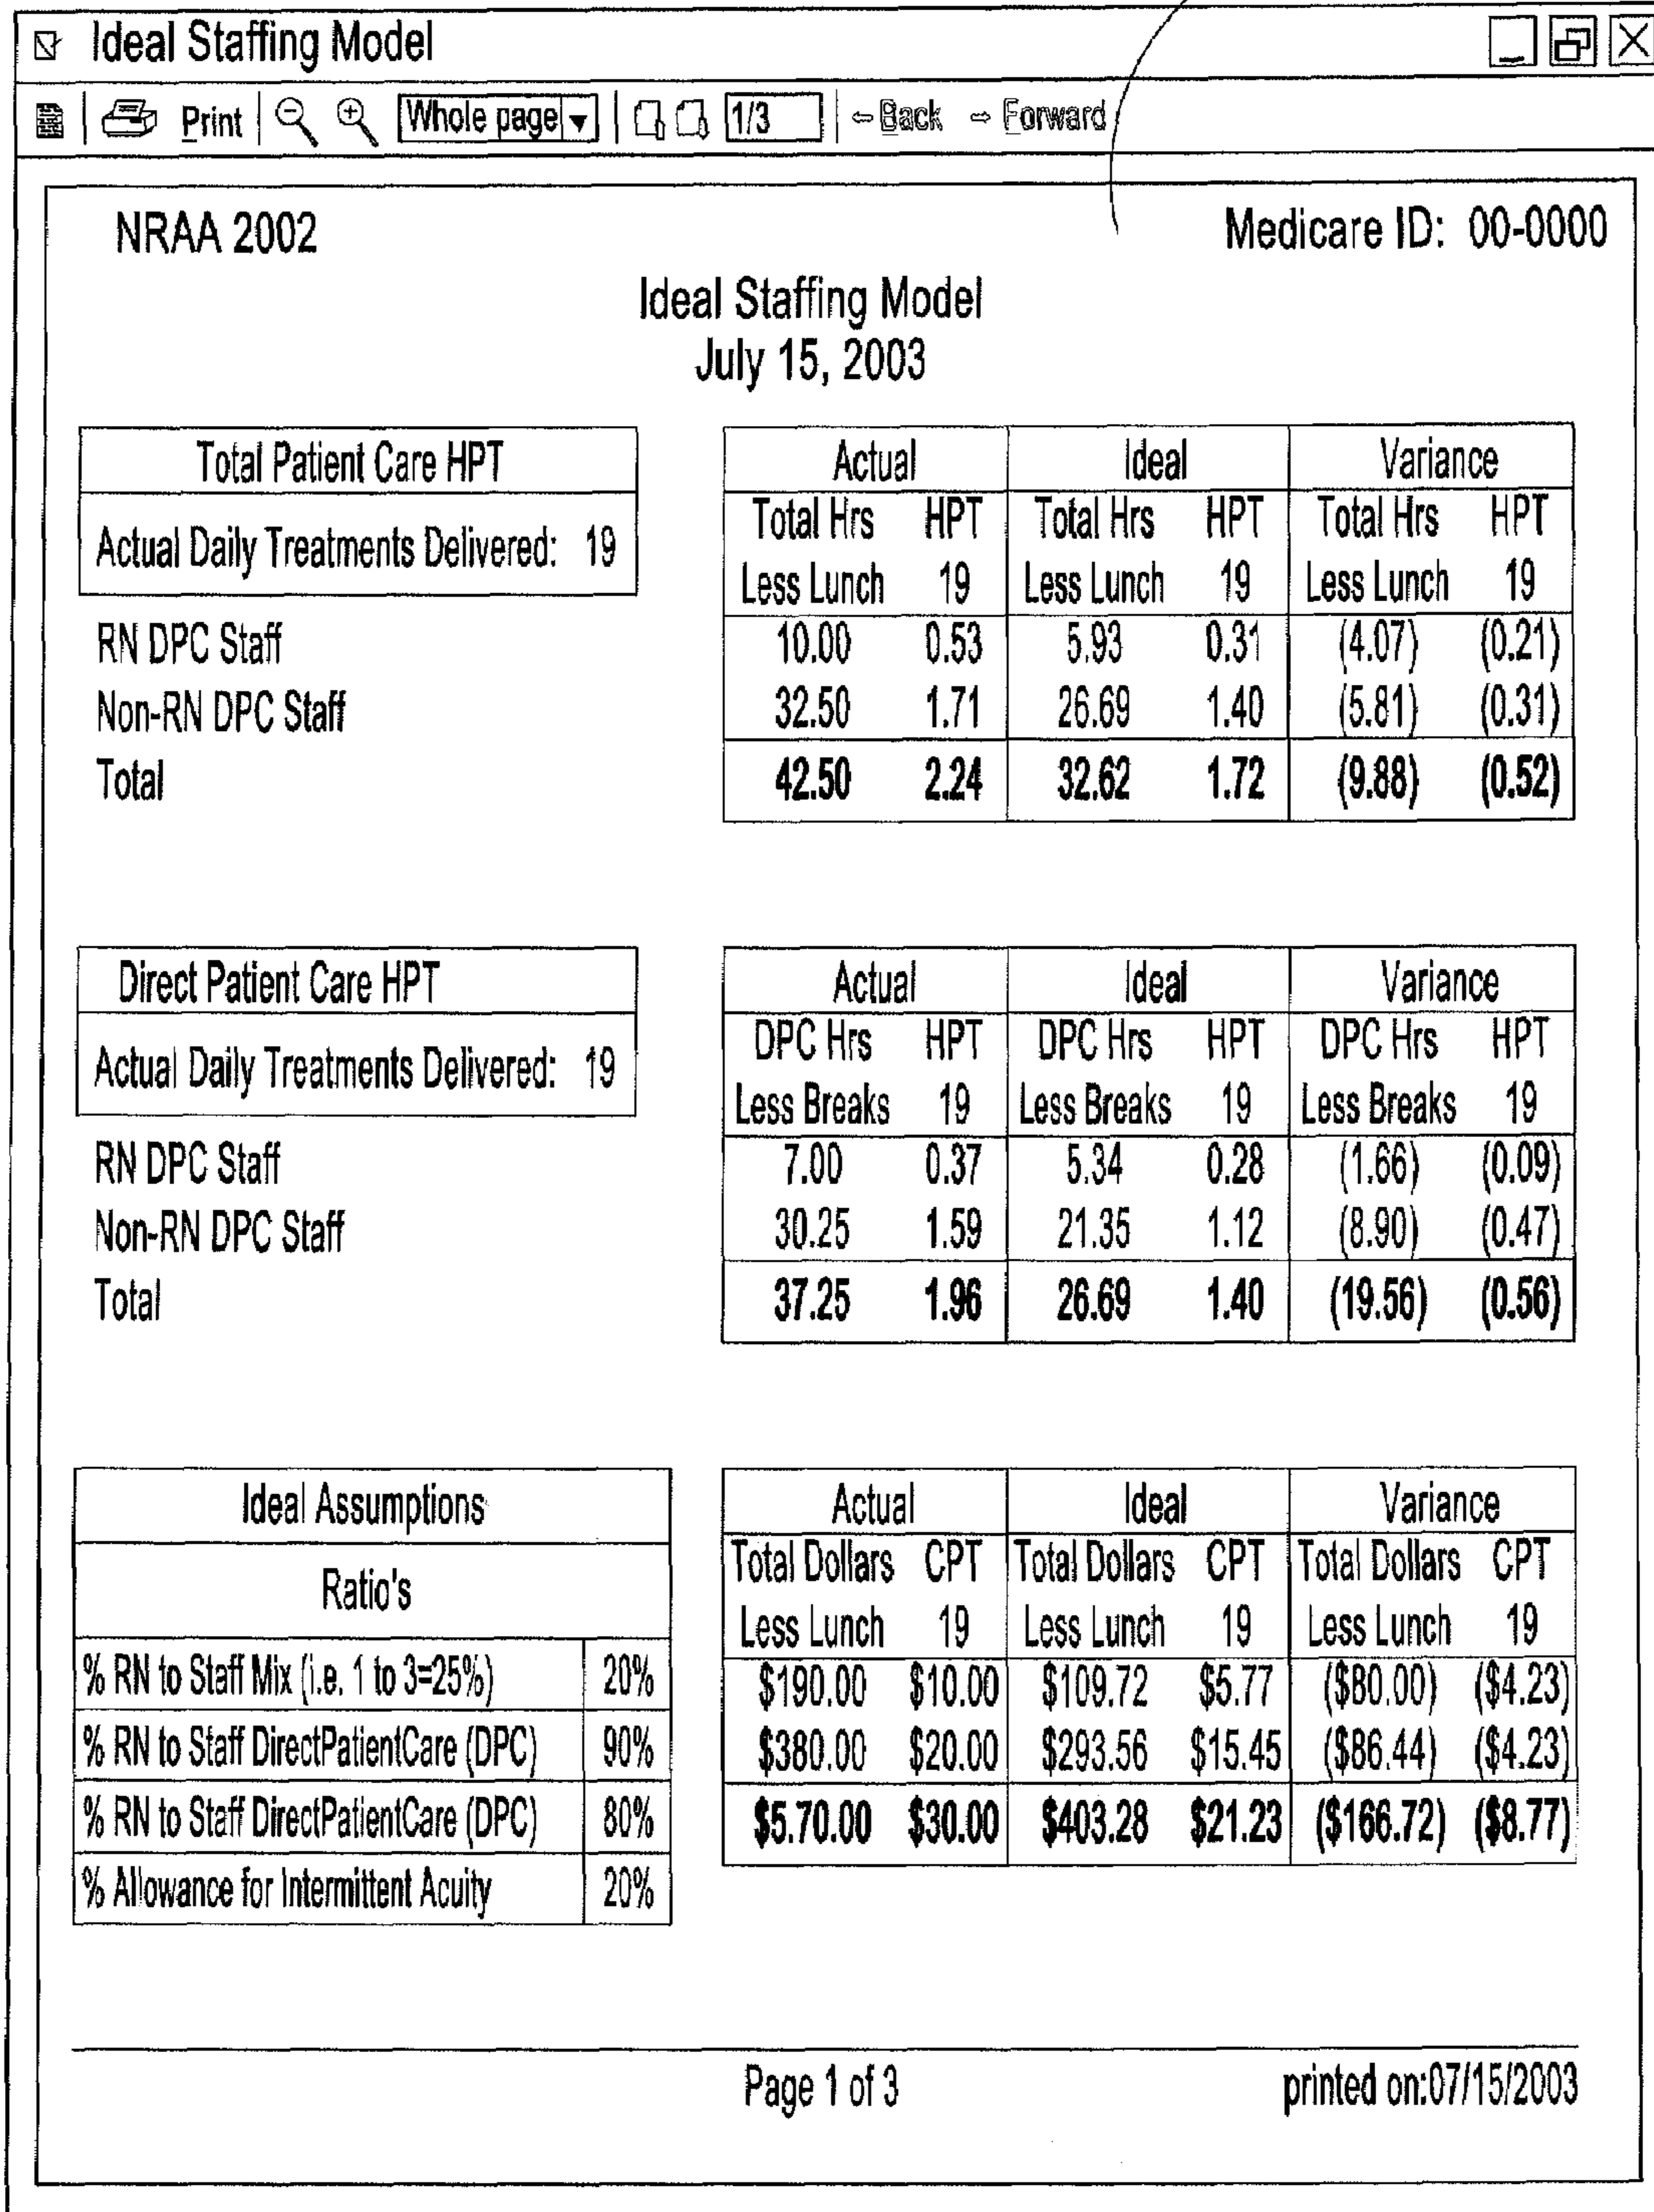 Ideal Staffing Model
Print Whole page 1/3 Back Forward
NRAA 2002 Medicare ID: 00-0000
Ideal Staffing Model
July 15, 2003
Total Patient Care HPT Actual Ideal Variance
Actual Daily Treatments Delivered: 19 Total Hrs HPT Total Hrs HPT Total Hrs HPT
Less Lunch 19 Less Lunch 19 Less Lunch 19
RN DPC Staff 10.00 0.53 5.93 0.31 (4.07) (0.21)
Non-RN DPC Staff 32.50 1.71 26.69 1.40 (5.81) (0.31)
Total 42.50 2.24 32.62 1.72 (9.88) (0.52)
Direct Patient Care HPT Actual Ideal Variance
Actual Daily Treatments Delivered: 19 DPC Hrs HPT DPC Hrs HPT DPC Hrs HPT
Less Breaks 19 Less Breaks 19 Less Breaks 19
RN DPC Staff 7.00 0.37 5.34 0.28 (1.66) (0.09)
Non-RN DPC Staff 30.25 1.59 21.35 1.12 (8.90) (0.47)
Total 37.25 1.96 26.69 1.40 (19.56) (0.56)
Ideal Assumptions Actual Ideal Variance
Ratio's Total Dollars CPT Total Dollars CPT Total Dollars CPT
Less Lunch 19 Less Lunch 19 Less Lunch 19
% RN to Staff Mix (i.e. 1 to 3=25%) 20% $190.00 $10.00 $109.72 $5.77 ($80.00) ($4.23)
% RN to Staff DirectPatientCare (DPC) 90% $380.00 $20.00 $293.56 $15.45 ($86.44) ($4.23)
% RN to Staff DirectPatientCare (DPC) 80% $5.70.00 $30.00 $403.28 $21.23 ($166.72) ($8.77)
% Allowance for Intermittent Acuity 20%
Page 1 of 3 printed on:07/15/2003